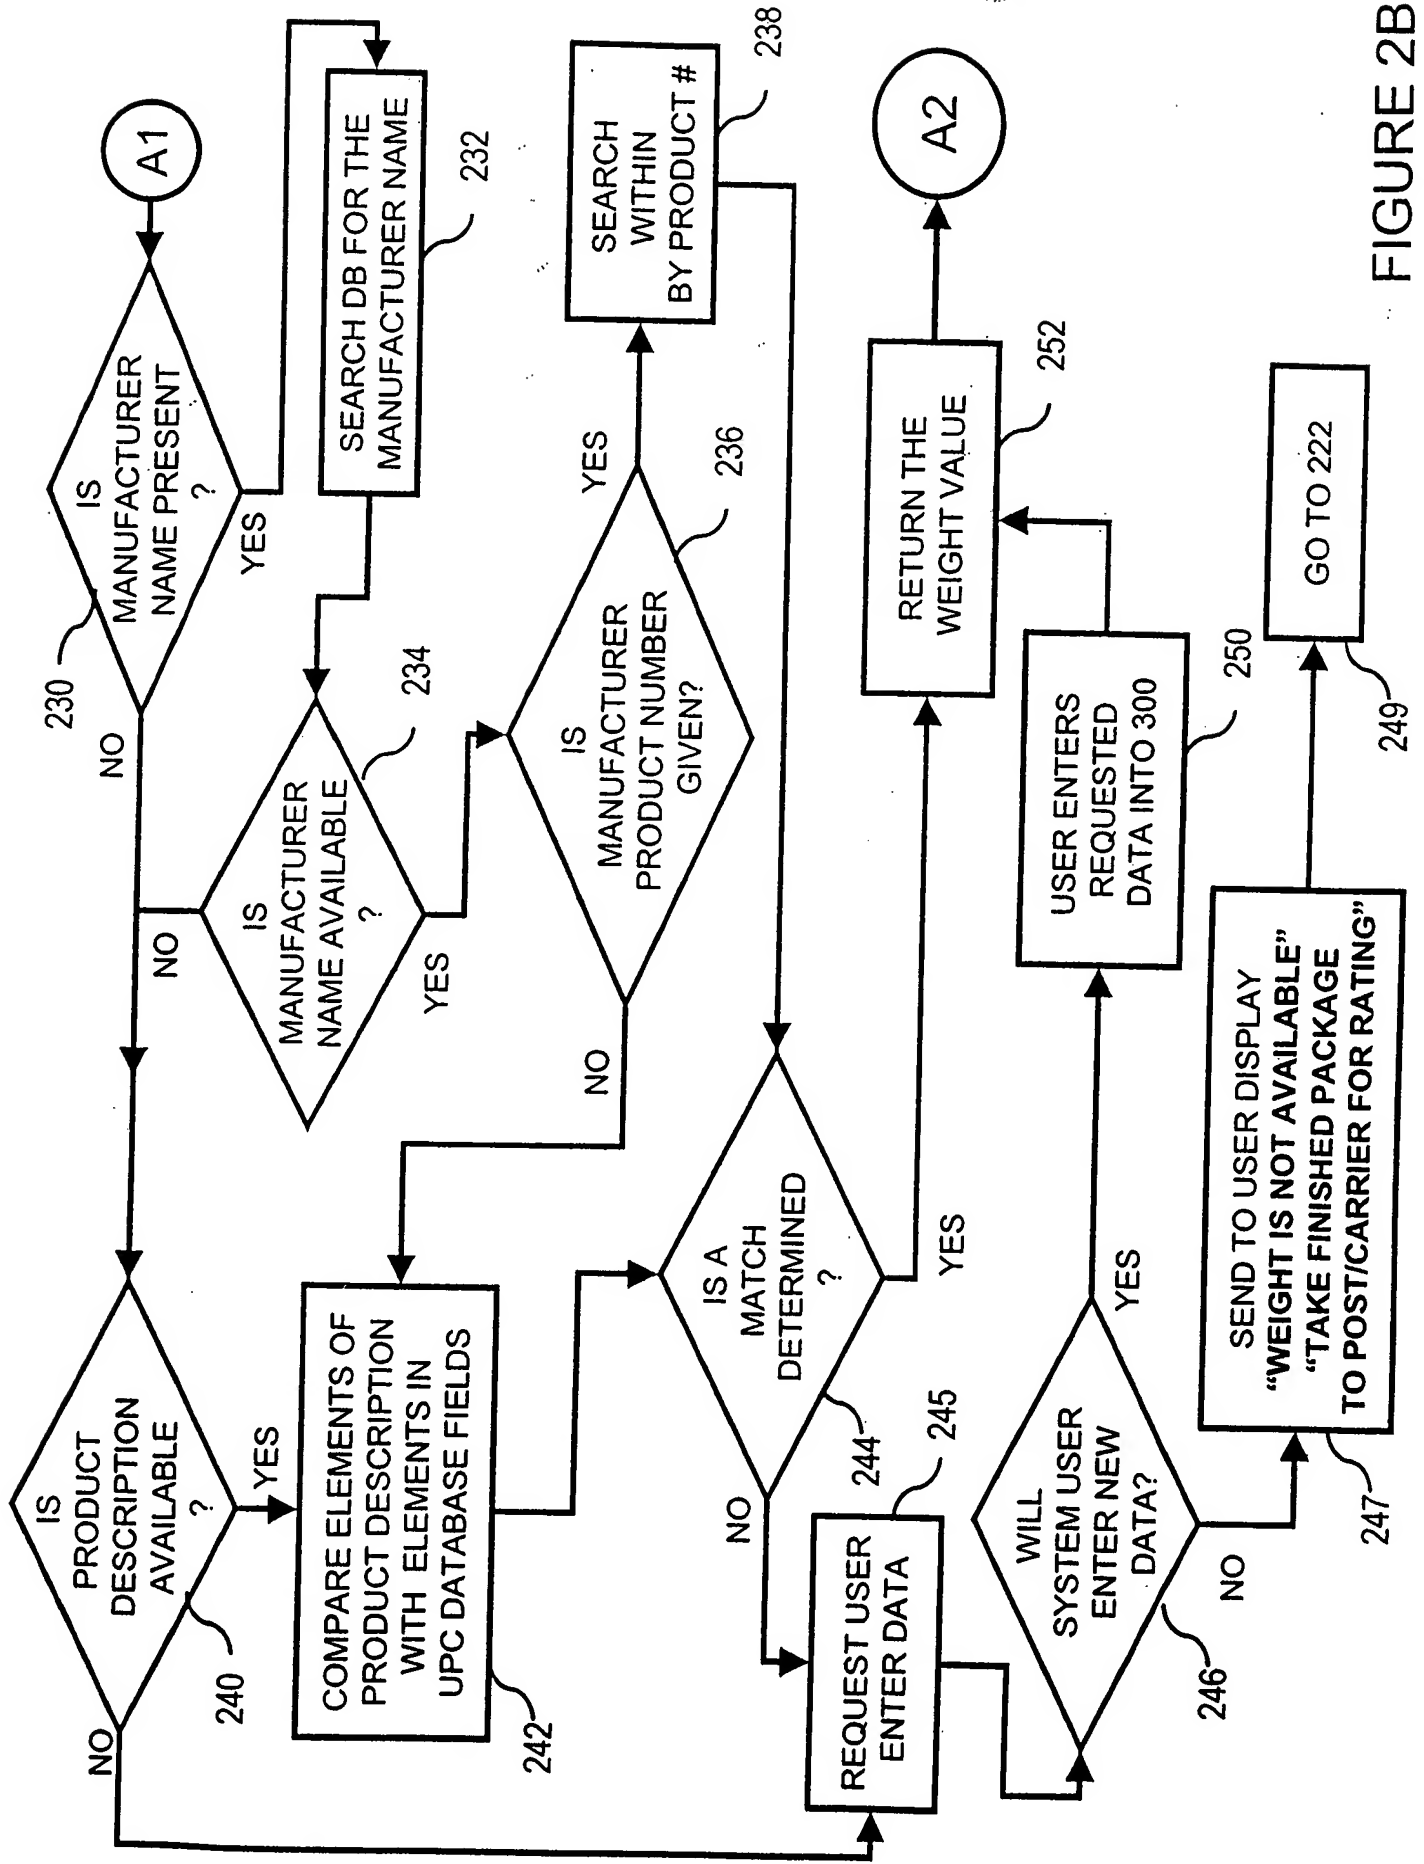 A1
IS
MANUFACTURER
NAME PRESENT
?
230
NO
YES
SEARCH DB FOR THE
MANUFACTURER NAME
232
IS
MANUFACTURER
NAME AVAILABLE
?
234
NO
YES
IS
MANUFACTURER
PRODUCT NUMBER
GIVEN?
236
YES
NO
SEARCH
WITHIN
BY PRODUCT #
238
IS
PRODUCT
DESCRIPTION
AVAILABLE
?
240
NO
YES
COMPARE ELEMENTS OF
PRODUCT DESCRIPTION
WITH ELEMENTS IN
UPC DATABASE FIELDS
242
IS A
MATCH
DETERMINED
?
244
NO
YES
REQUEST USER
ENTER DATA
245
WILL
SYSTEM USER
ENTER NEW
DATA?
246
YES
NO
USER ENTERS
REQUESTED
DATA INTO 300
250
RETURN THE
WEIGHT VALUE
252
A2
SEND TO USER DISPLAY
“WEIGHT IS NOT AVAILABLE”
“TAKE FINISHED PACKAGE
TO POST/CARRIER FOR RATING”
247
GO TO 222
249
FIGURE 2B